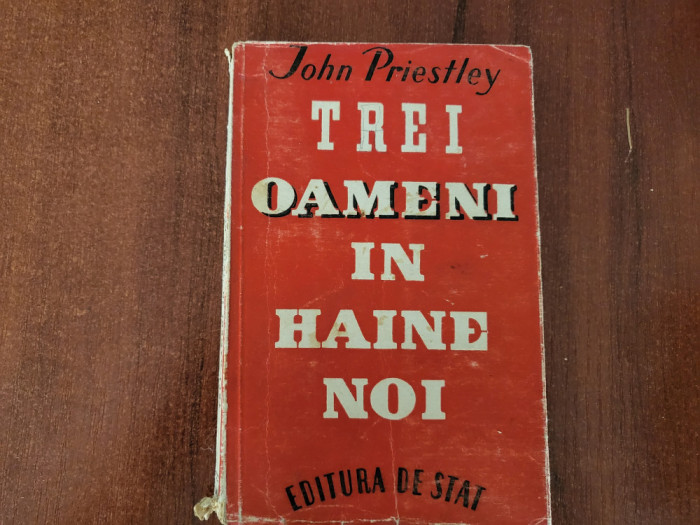 John Priestley
TREI
OAMENI
IN
HAINE
NOI
EDITURA DE STAT